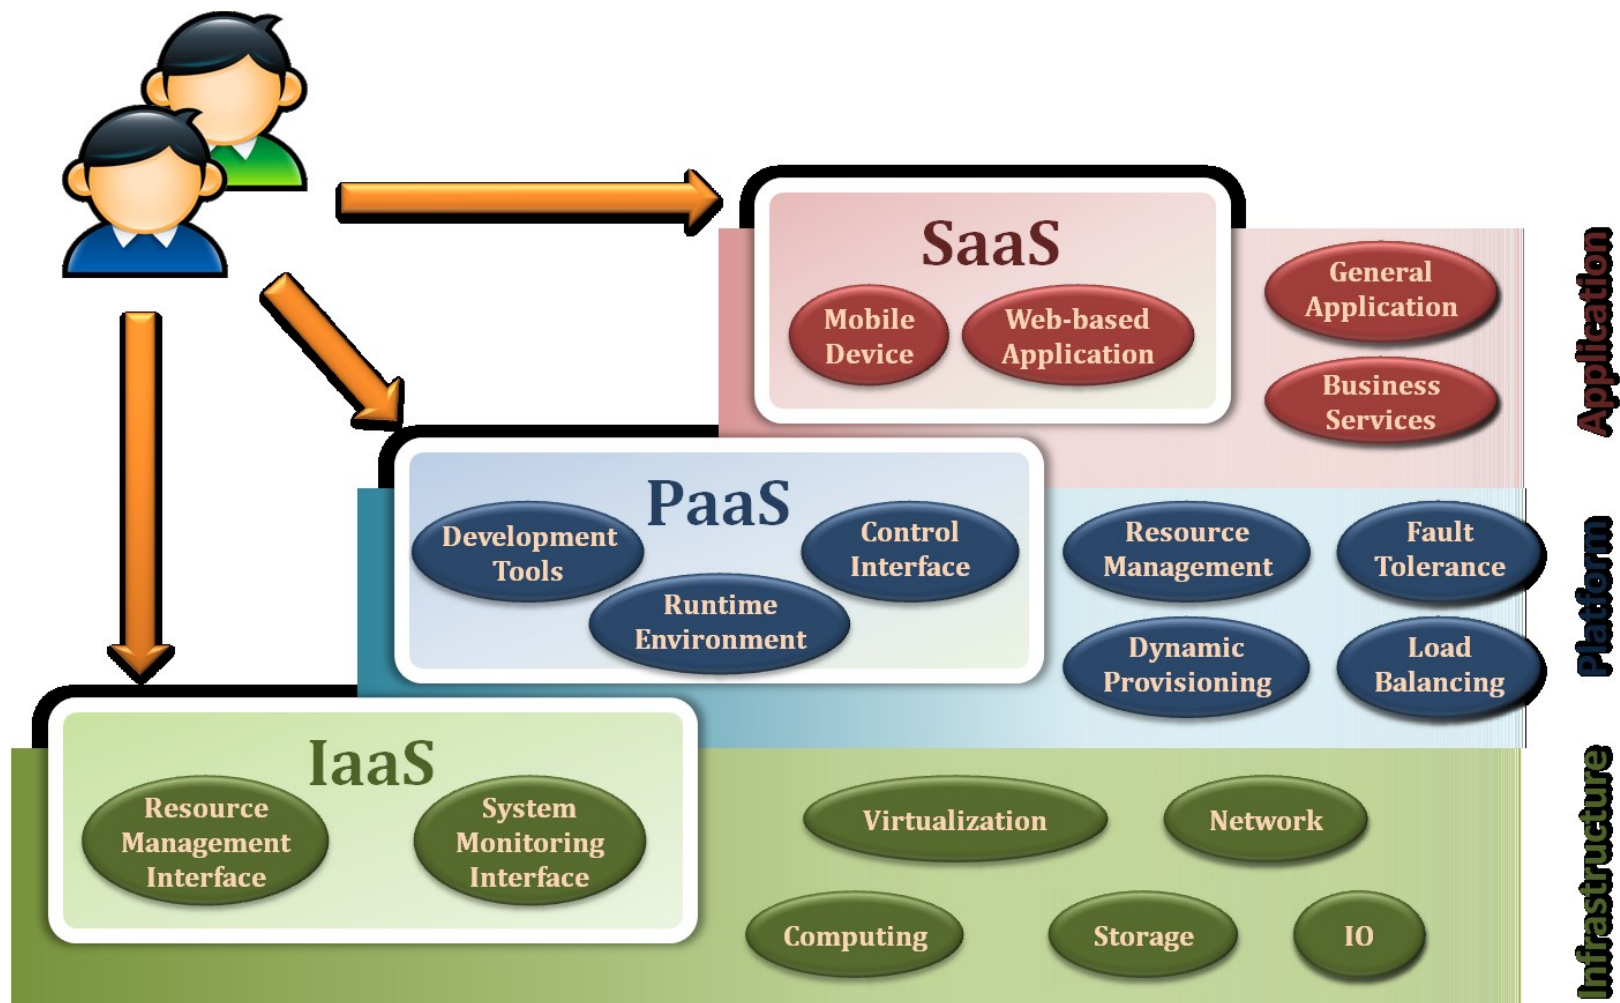 SaaS
Mobile
Device
Web-based
Application
General
Application
Business
Services
Application
PaaS
Development
Tools
Runtime
Environment
Control
Interface
Resource
Management
Fault
Tolerance
Dynamic
Provisioning
Load
Balancing
Platform
IaaS
Resource
Management
Interface
System
Monitoring
Interface
Virtualization
Network
Computing
Storage
IO
Infrastructure